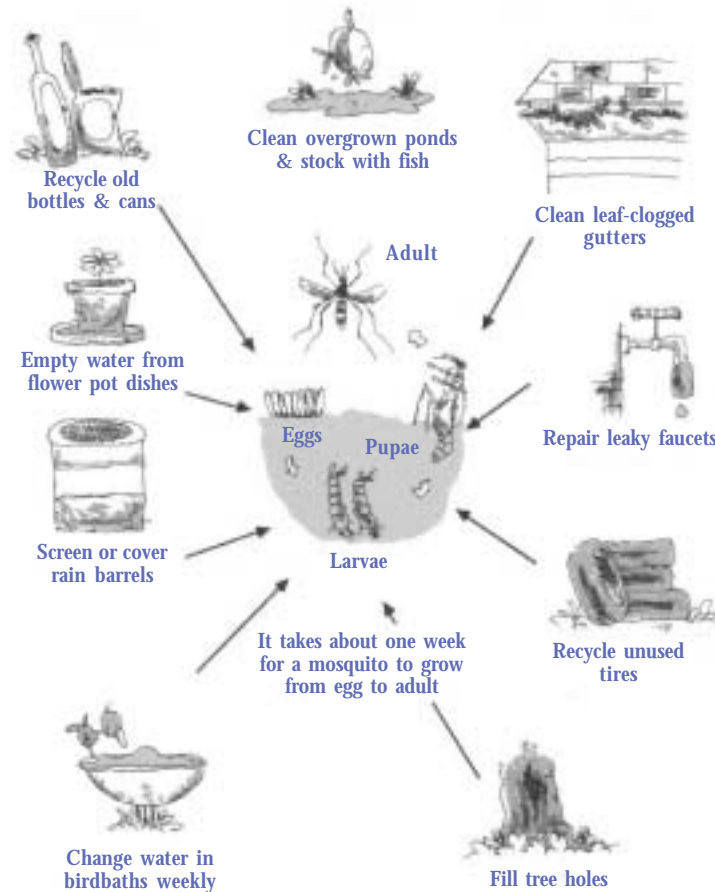 Clean overgrown ponds
& stock with fish
Recycle old
bottles & cans
Clean leaf-clogged
gutters
Adult
Empty water from
flower pot dishes
Eggs
Pupae
Repair leaky faucets
Screen or cover
rain barrels
Larvae
It takes about one week
for a mosquito to grow
from egg to adult
Recycle unused
tires
Change water in
birdbaths weekly
Fill tree holes